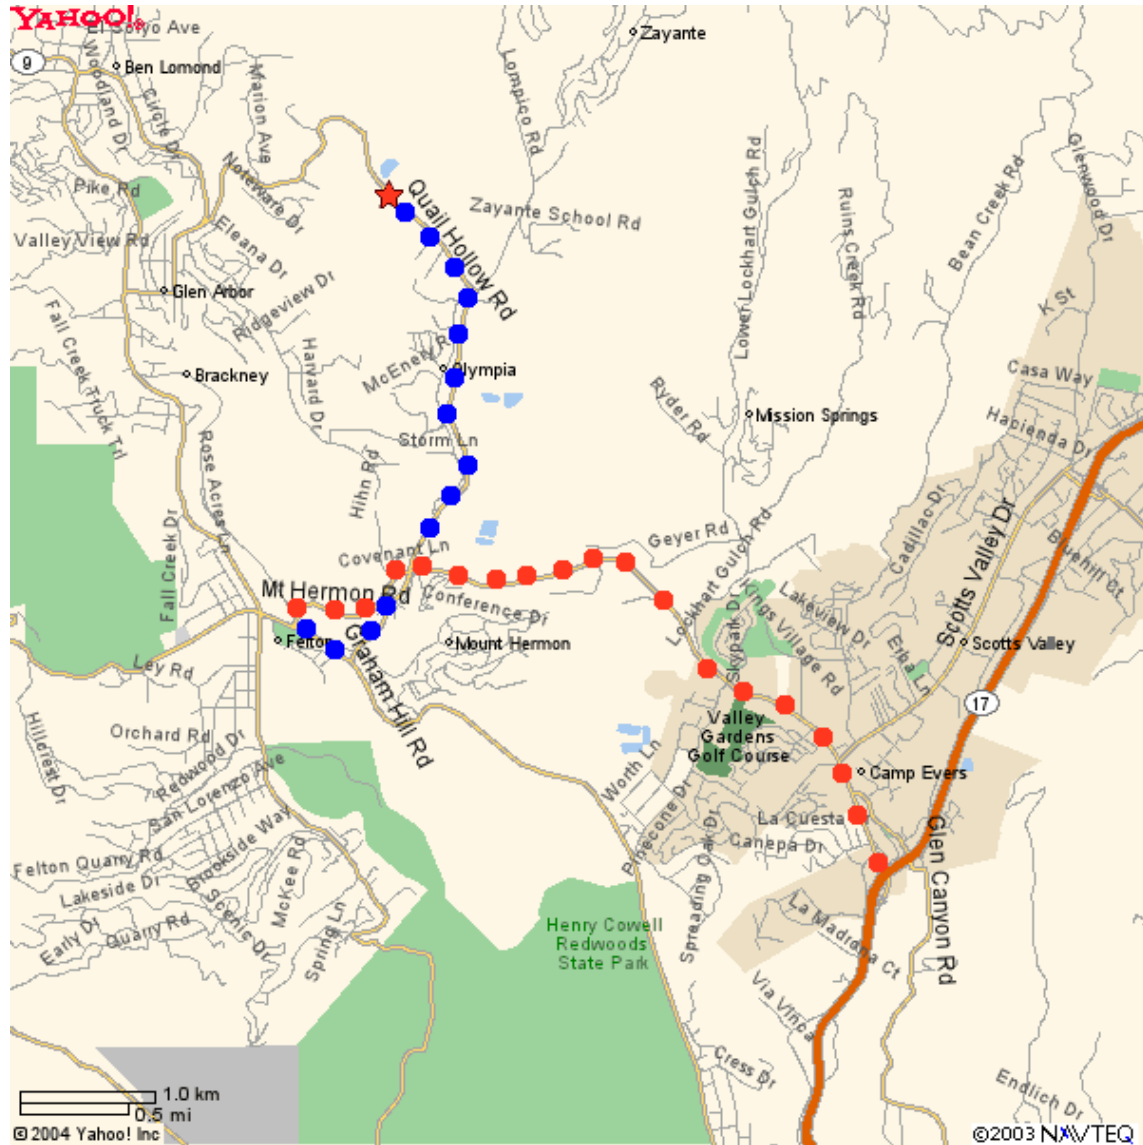 YAHOO!
El Solyo Ave
Zayante
9
Ben Lomond
Woodland Dr
Circle Dr
Marion Ave
Lompico Rd
Glenwood Dr
Pike Rd
Noteware Dr
Quail Hollow Rd
Zayante School Rd
Lower Lockhart Gulch Rd
Ruins Creek Rd
Bean Creek Rd
Valley View Rd
Eleana Dr
Glen Arbor
Ridgeview Dr
K St
Fall Creek Truck Trl
Harvard Dr
McEnery R
Olympia
Brackney
Casa Way
Ryder Rd
Mission Springs
Hacienda Dr
Rose Acres Ln
Storm Ln
Hihn Rd
Cadillac Dr
Scotts Valley Dr
Bluehill Ct
Fall Creek Dr
Covenant Ln
Geyer Rd
Lockhart Gulch Rd
Mt Hermon Rd
Conference Dr
Skypark Dr
Kings Village Rd
Lakeview Dr
Erba Ln
Felton
Graham Hill Rd
Mount Hermon
Scotts Valley
Ley Rd
17
Hillcrest Dr
Orchard Rd
Redwood Dr
Valley
Gardens
Golf Course
San Lorenzo Ave
Worth Ln
Camp Evers
Pinecone Dr
Spreading Oak Dr
La Cuesta
Canepa Dr
Glen Canyon Rd
Felton Quarry Rd
Brookside Way
McKee Rd
Lakeside Dr
Scenic Dr
Early Dr
Quarry Rd
Spring Ln
Henry Cowell
Redwoods
State Park
La Madrona Ct
Via Vinca
Cress Dr
Endlich Dr
1.0 km
0.5 mi
© 2004 Yahoo! Inc
©2003 NAVTEQ